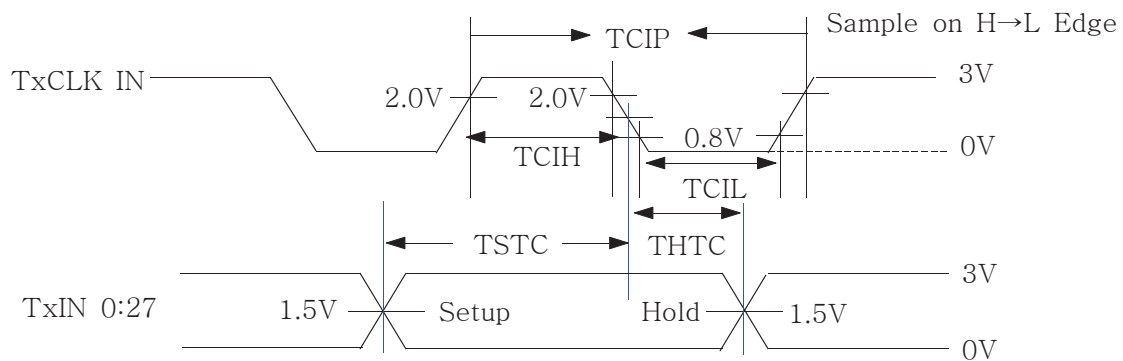 Sample on H→L Edge
TCIP
TxCLK IN
3V
2.0V
2.0V
0.8V
0V
TCIH
TCIL
TSTC
THTC
3V
TxIN 0:27
1.5V
Setup
Hold
1.5V
0V